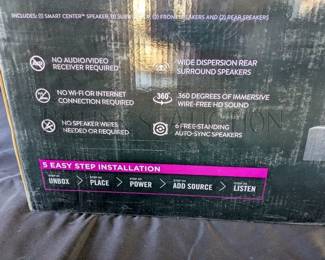 INCLUDES: (1) SMART CENTER SPEAKER (1) SUBWOOFER, (2) FRONT SPEAKERS AND (2) REAR SPEAKERS
NO AUDIO/VIDEO
RECEIVER REQUIRED
WIDE DISPERSION REAR
SURROUND SPEAKERS
NO WI-FI OR INTERNET
CONNECTION REQUIRED
360°
360 DEGREES OF IMMERSIVE
WIRE-FREE HD SOUND
NO SPEAKER WIRES
NEEDED OR REQUIRED
6 FREE-STANDING
AUTO-SYNC SPEAKERS
5 EASY STEP INSTALLATION
UNBOX
PLACE
POWER
ADD SOURCE
LISTEN